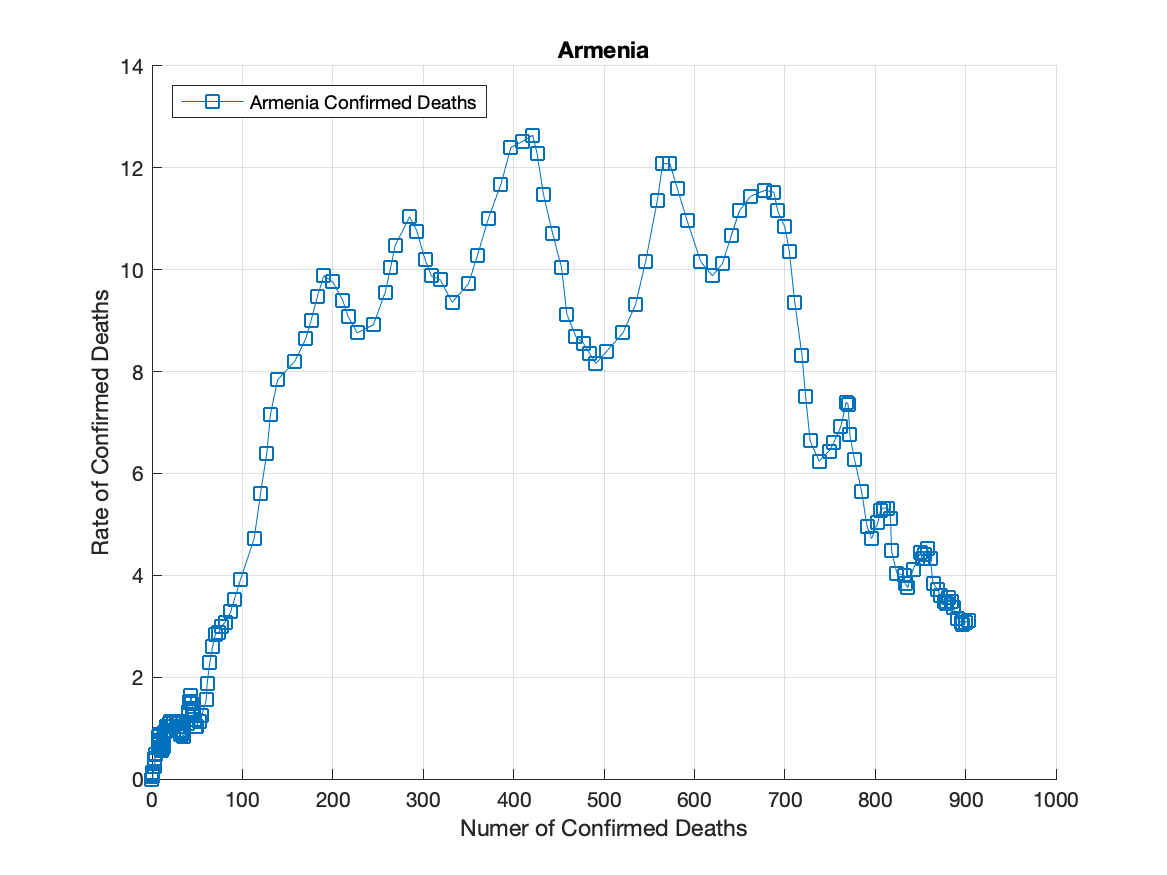 Armenia
14
Armenia Confirmed Deaths
12
10
8
6
4
2
0
Rate of Confirmed Deaths
0 100 200 300 400 500 600 700 800 900 1000
Numer of Confirmed Deaths